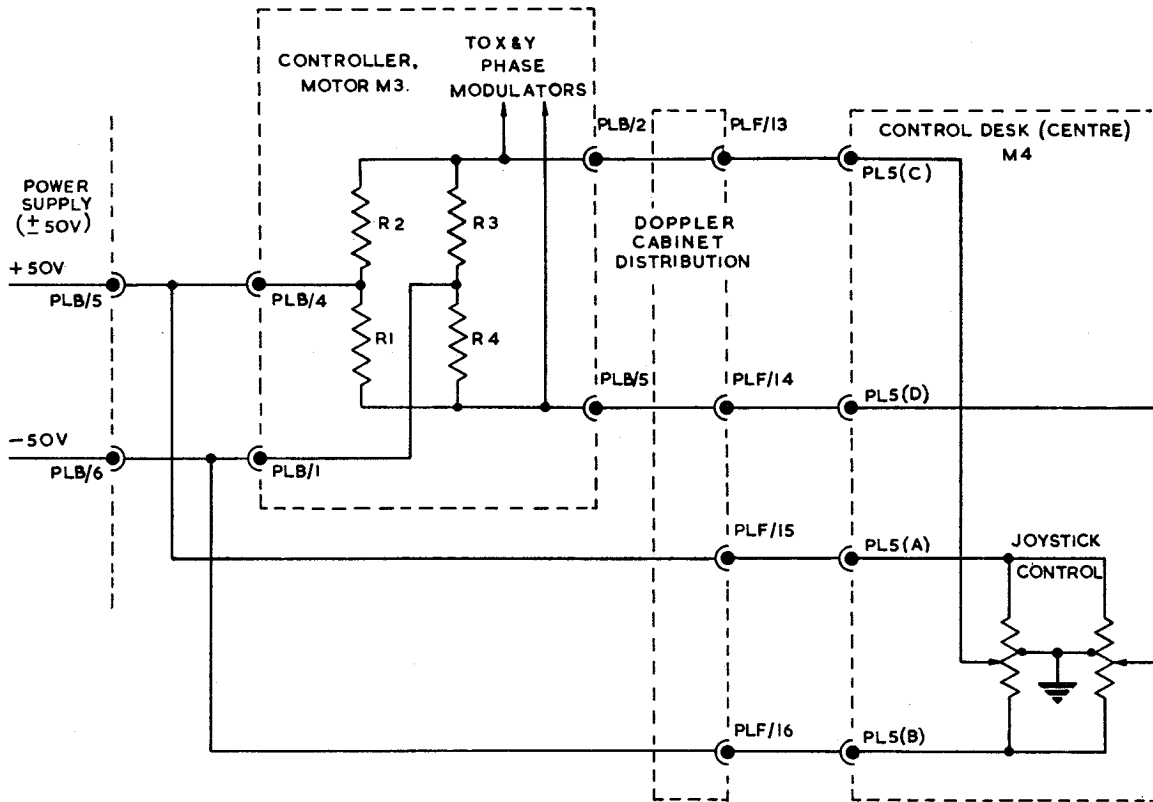 CONTROLLER,
MOTOR M3.
TO X & Y
PHASE
MODULATORS
PLB/2
PLF/13
CONTROL DESK (CENTRE)
M4
PL5(C)
POWER
SUPPLY
(± 50V)
R2
R3
DOPPLER
CABINET
DISTRIBUTION
+50V
PLB/5
PLB/4
R1
R4
PLB/5
PLF/14
PL5(D)
-50V
PLB/6
PLB/1
PLF/15
PL5(A)
JOYSTICK
CONTROL
PLF/16
PL5(B)